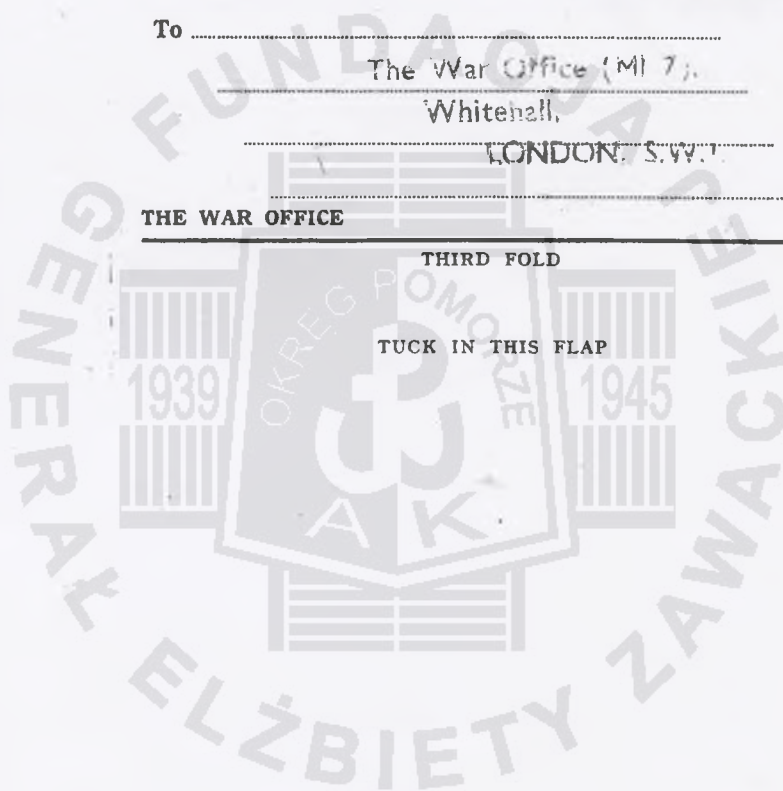 To
The War Office (MI 7),
Whitehall,
LONDON. S.W.1.
THE WAR OFFICE
THIRD FOLD
TUCK IN THIS FLAP
FUNDACJA
GENERAŁ ELŻBIETY ZAWACKIEJ
OKRĘG POMORZE
1939
1945
AK